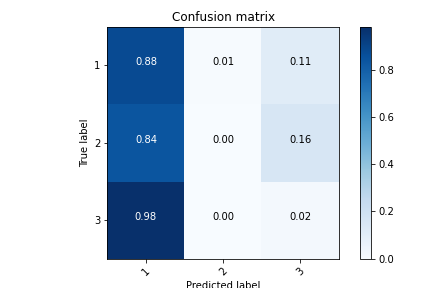 Confusion matrix
True label
1 0.88 0.01 0.11
2 0.84 0.00 0.16
3 0.98 0.00 0.02
1 2 3
Predicted label
0.8
0.6
0.4
0.2
0.0